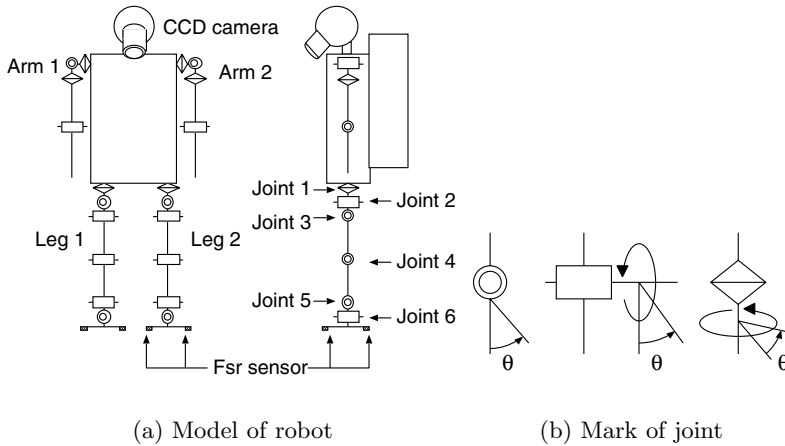 CCD camera
Arm 1
Arm 2
Joint 1
Joint 2
Joint 3
Leg 1
Leg 2
Joint 4
Joint 5
Joint 6
Fsr sensor
θ
θ
θ
(a) Model of robot
(b) Mark of joint